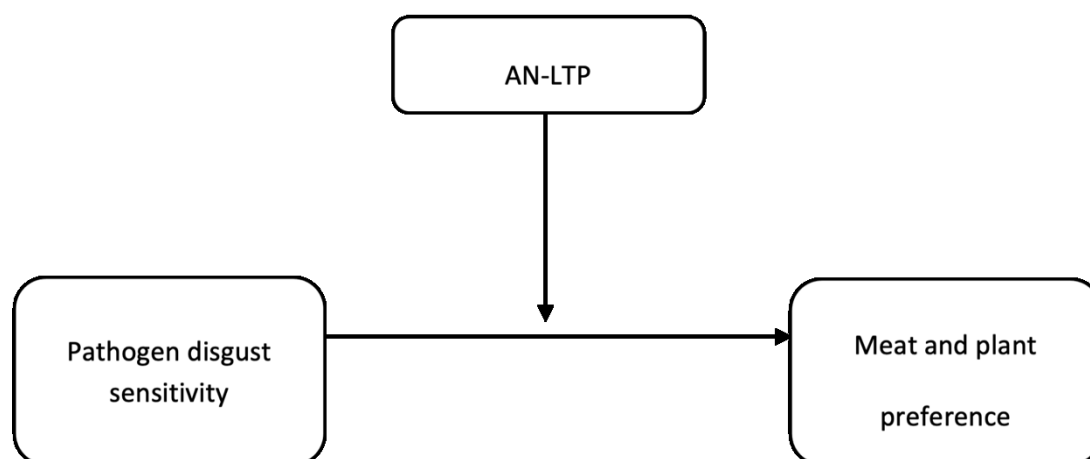 AN-LTP
Pathogen disgust
sensitivity
Meat and plant
preference